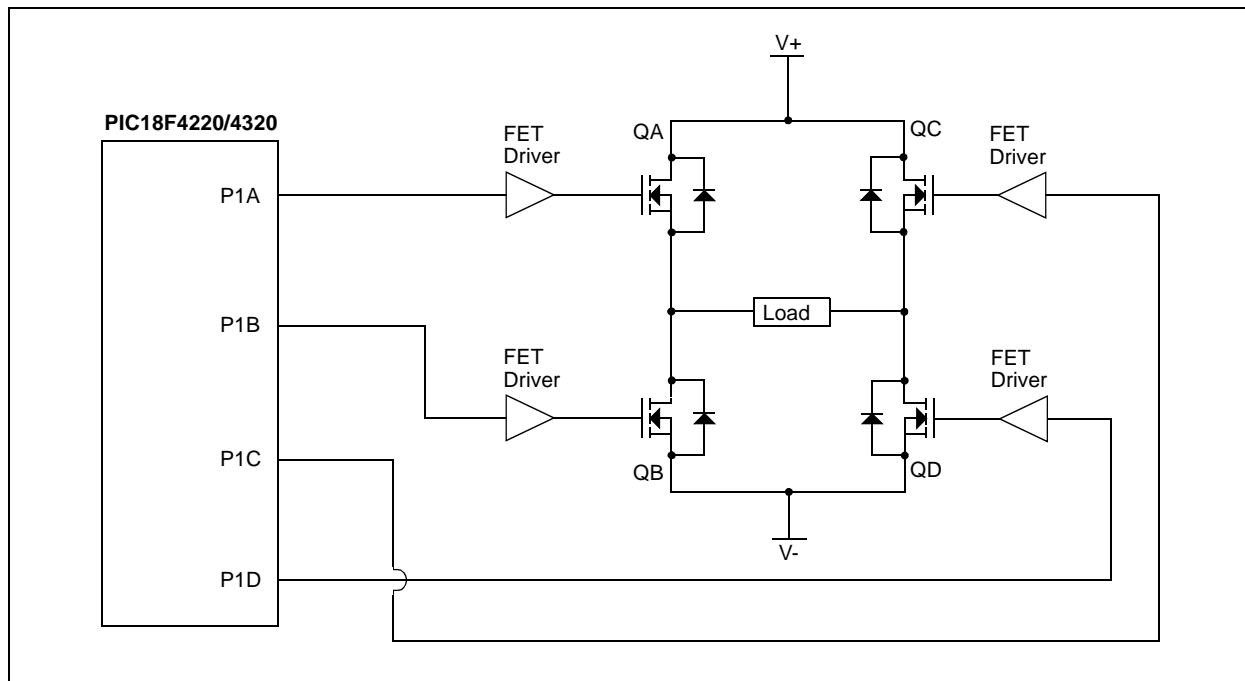 V+
PIC18F4220/4320
FET
Driver
QA
QC
FET
Driver
P1A
Load
P1B
FET
Driver
FET
Driver
P1C
QB
QD
V-
P1D